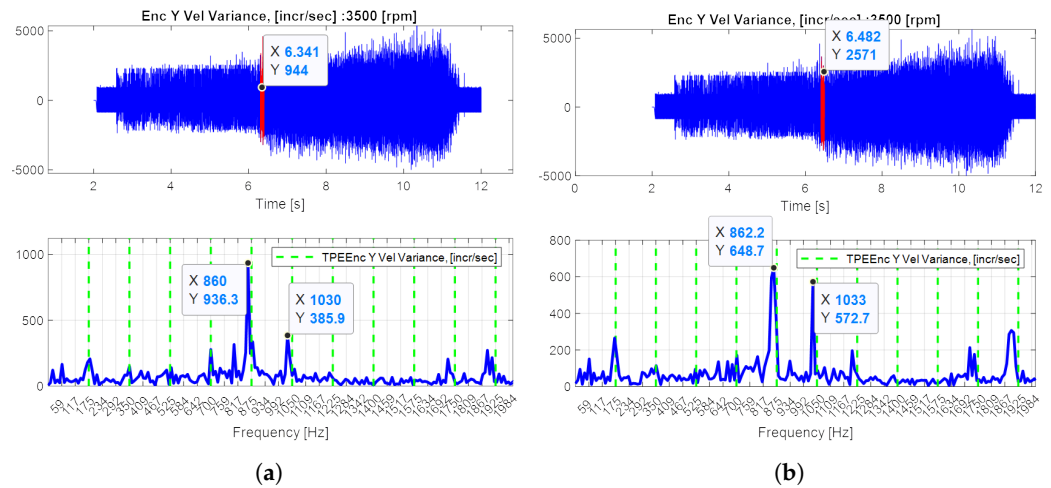 Enc Y Vel Variance, [incr/sec] :3500 [rpm]
5000
0
-5000
X 6.341
Y 944
2 4 6 8 10 12
Time [s]
1000
500
0
TPEEnc Y Vel Variance, [incr/sec]
X 860
Y 936.3
X 1030
Y 385.9
59 117 175 234 292 350 409 467 525 584 642 700 759 817 875 934 992 1050 1109 1167 1225 1284 1342 1400 1459 1517 1575 1634 1692 1750 1809 1867 1925 1984
Frequency [Hz]
(a)
Enc Y Vel Variance, [incr/sec] :3500 [rpm]
5000
0
-5000
X 6.482
Y 2571
0 2 4 6 8 10 12
Time [s]
800
600
400
200
0
X 862.2
Y 648.7
TPEEnc Y Vel Variance, [incr/sec]
X 1033
Y 572.7
59 117 175 234 292 350 409 467 525 584 642 700 759 817 875 934 992 1050 1109 1167 1225 1284 1342 1400 1459 1517 1575 1634 1692 1750 1809 1867 1925 1984
Frequency [Hz]
(b)